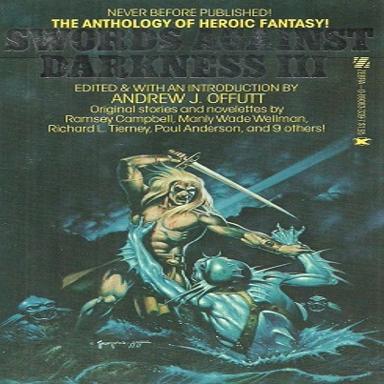 NEVER BEFORE PUBLISHED!
THE ANTHOLOGY OF HEROIC FANTASY!
SWORDS AGAINST
DARKNESS III
EDITED & WITH AN INTRODUCTION BY
ANDREW J. OFFUTT
Original stories and novelettes by
Ramsey Campbell, Manly Wade Wellman,
Richard L. Tierney, Poul Anderson, and 9 others!